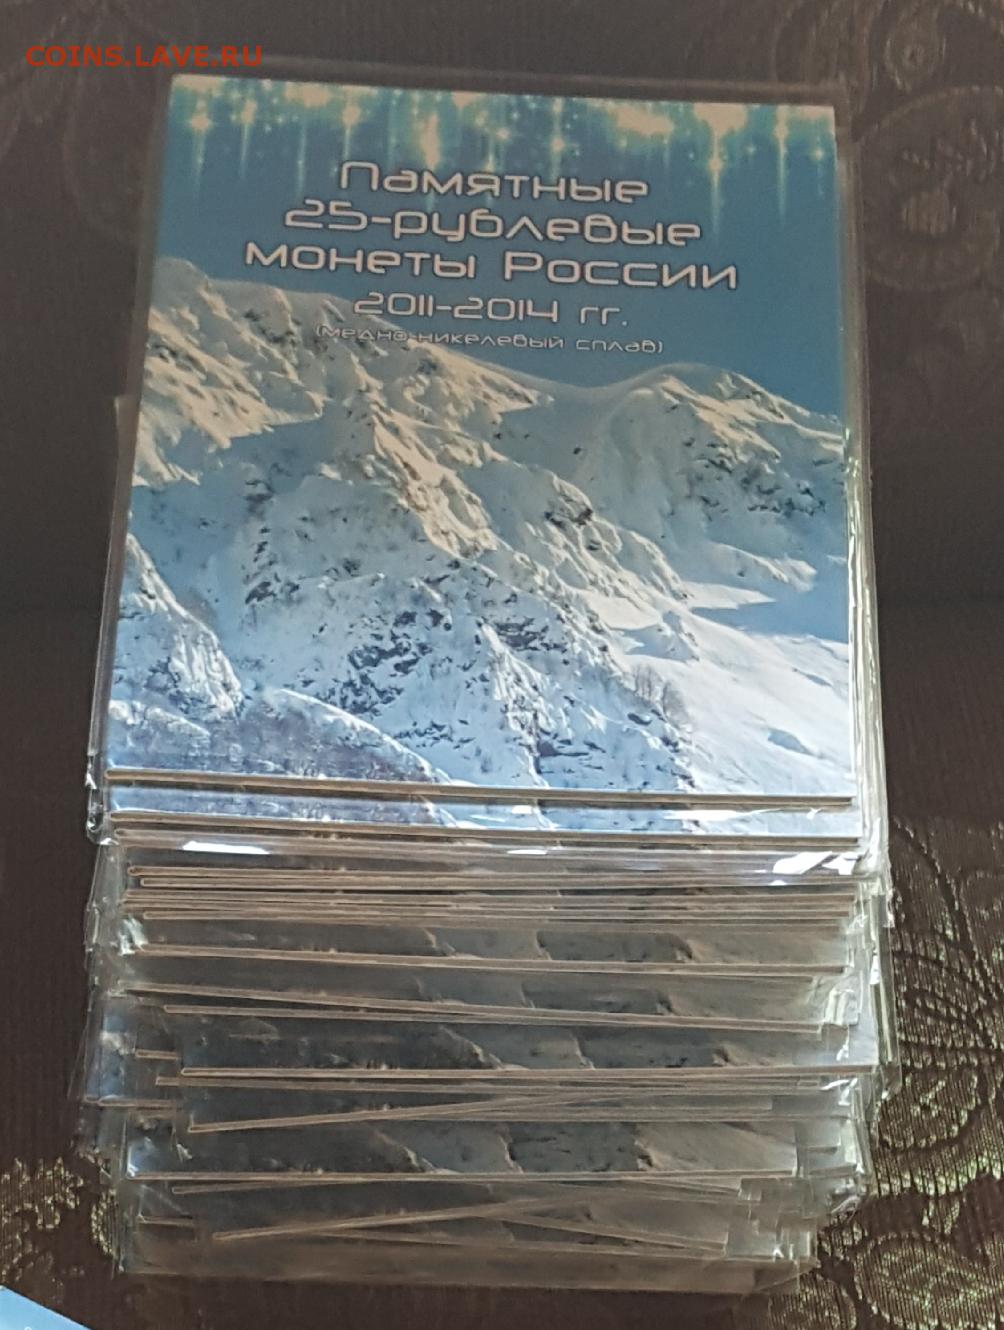 COINS.LAVE.RU
Памятные
25-рублевые
монеты России
2011-2014 гг.
(медно-никелевый сплав)